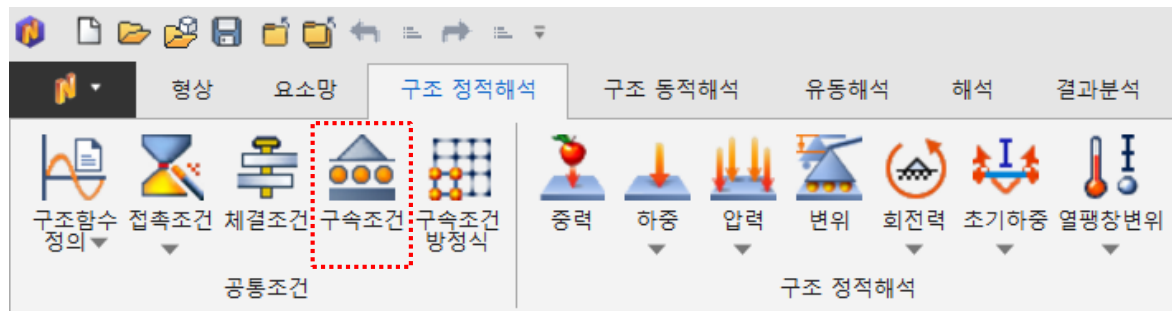 형상 요소망 구조 정적해석 구조 동적해석 유동해석 해석 결과분석
구조함수 접촉조건 체결조건 구속조건 구속조건 중력 하중 압력 변위 회전력 초기하중 열팽창변위
정의 방정식
공통조건 구조 정적해석